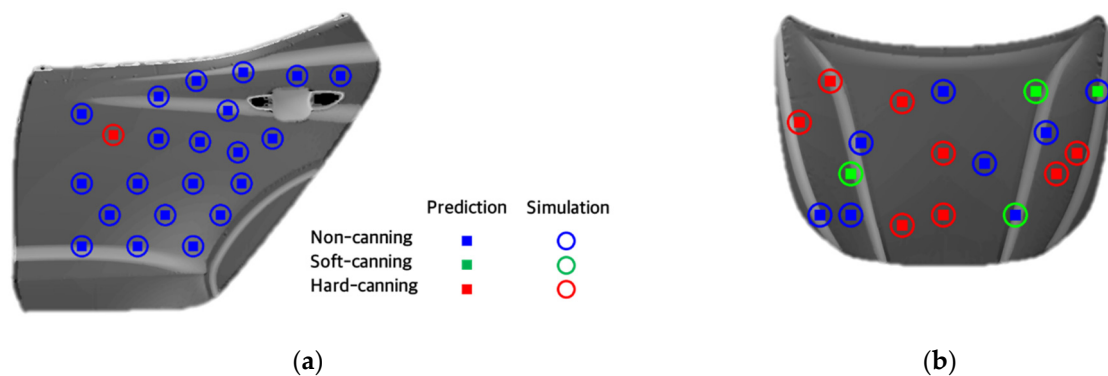 Prediction Simulation
Non-canning
Soft-canning
Hard-canning
(a) (b)